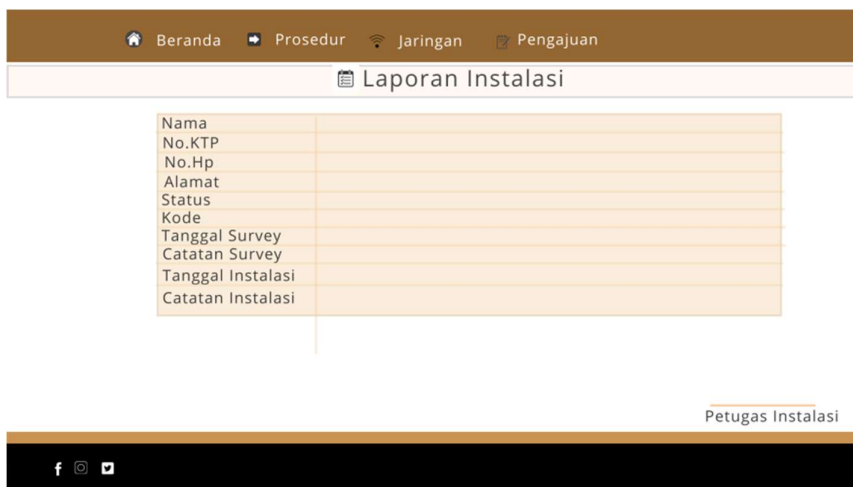 Beranda Prosedur Jaringan Pengajuan
Laporan Instalasi
Nama
No.KTP
No.Hp
Alamat
Status
Kode
Tanggal Survey
Catatan Survey
Tanggal Instalasi
Catatan Instalasi
Petugas Instalasi